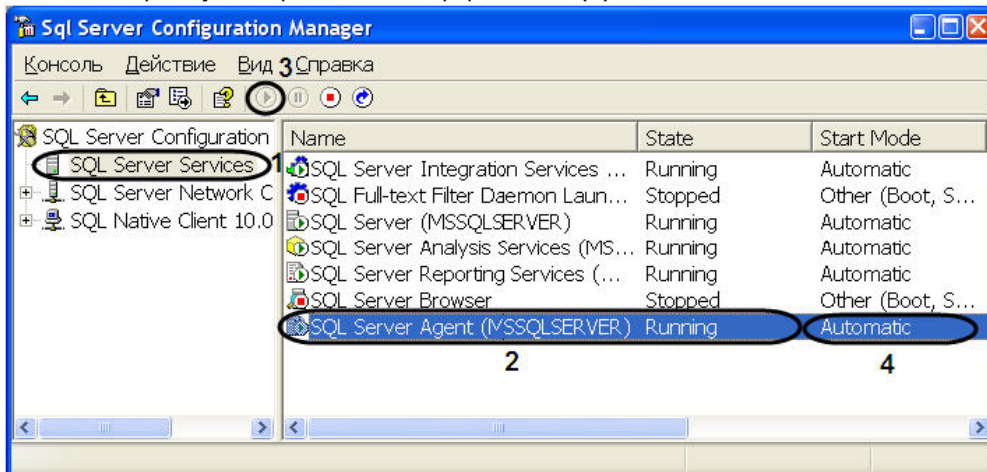 Sql Server Configuration Manager
Консоль Действие Вид 3 Справка
SQL Server Configuration
SQL Server Services 1
SQL Server Network C
SQL Native Client 10.0
Name State Start Mode
SQL Server Integration Services ... Running Automatic
SQL Full-text Filter Daemon Laun... Stopped Other (Boot, S...
SQL Server (MSSQLSERVER) Running Automatic
SQL Server Analysis Services (MS... Running Automatic
SQL Server Reporting Services (... Running Automatic
SQL Server Browser Stopped Other (Boot, S...
SQL Server Agent (MSSQLSERVER) Running Automatic
2 4